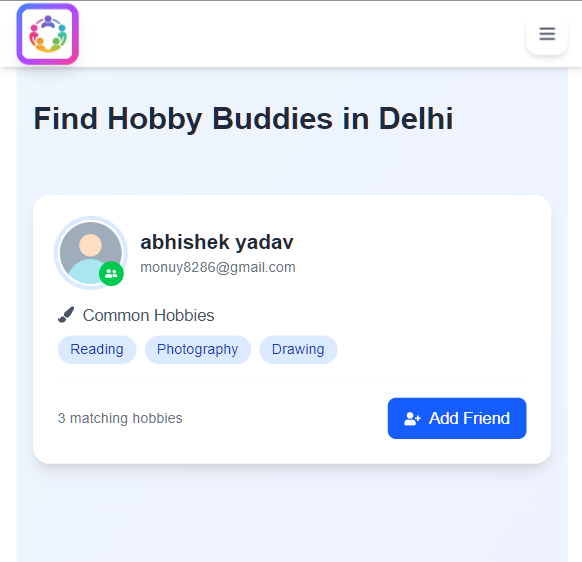 Find Hobby Buddies in Delhi
abhishek yadav
monuy8286@gmail.com
Common Hobbies
Reading Photography Drawing
3 matching hobbies Add Friend